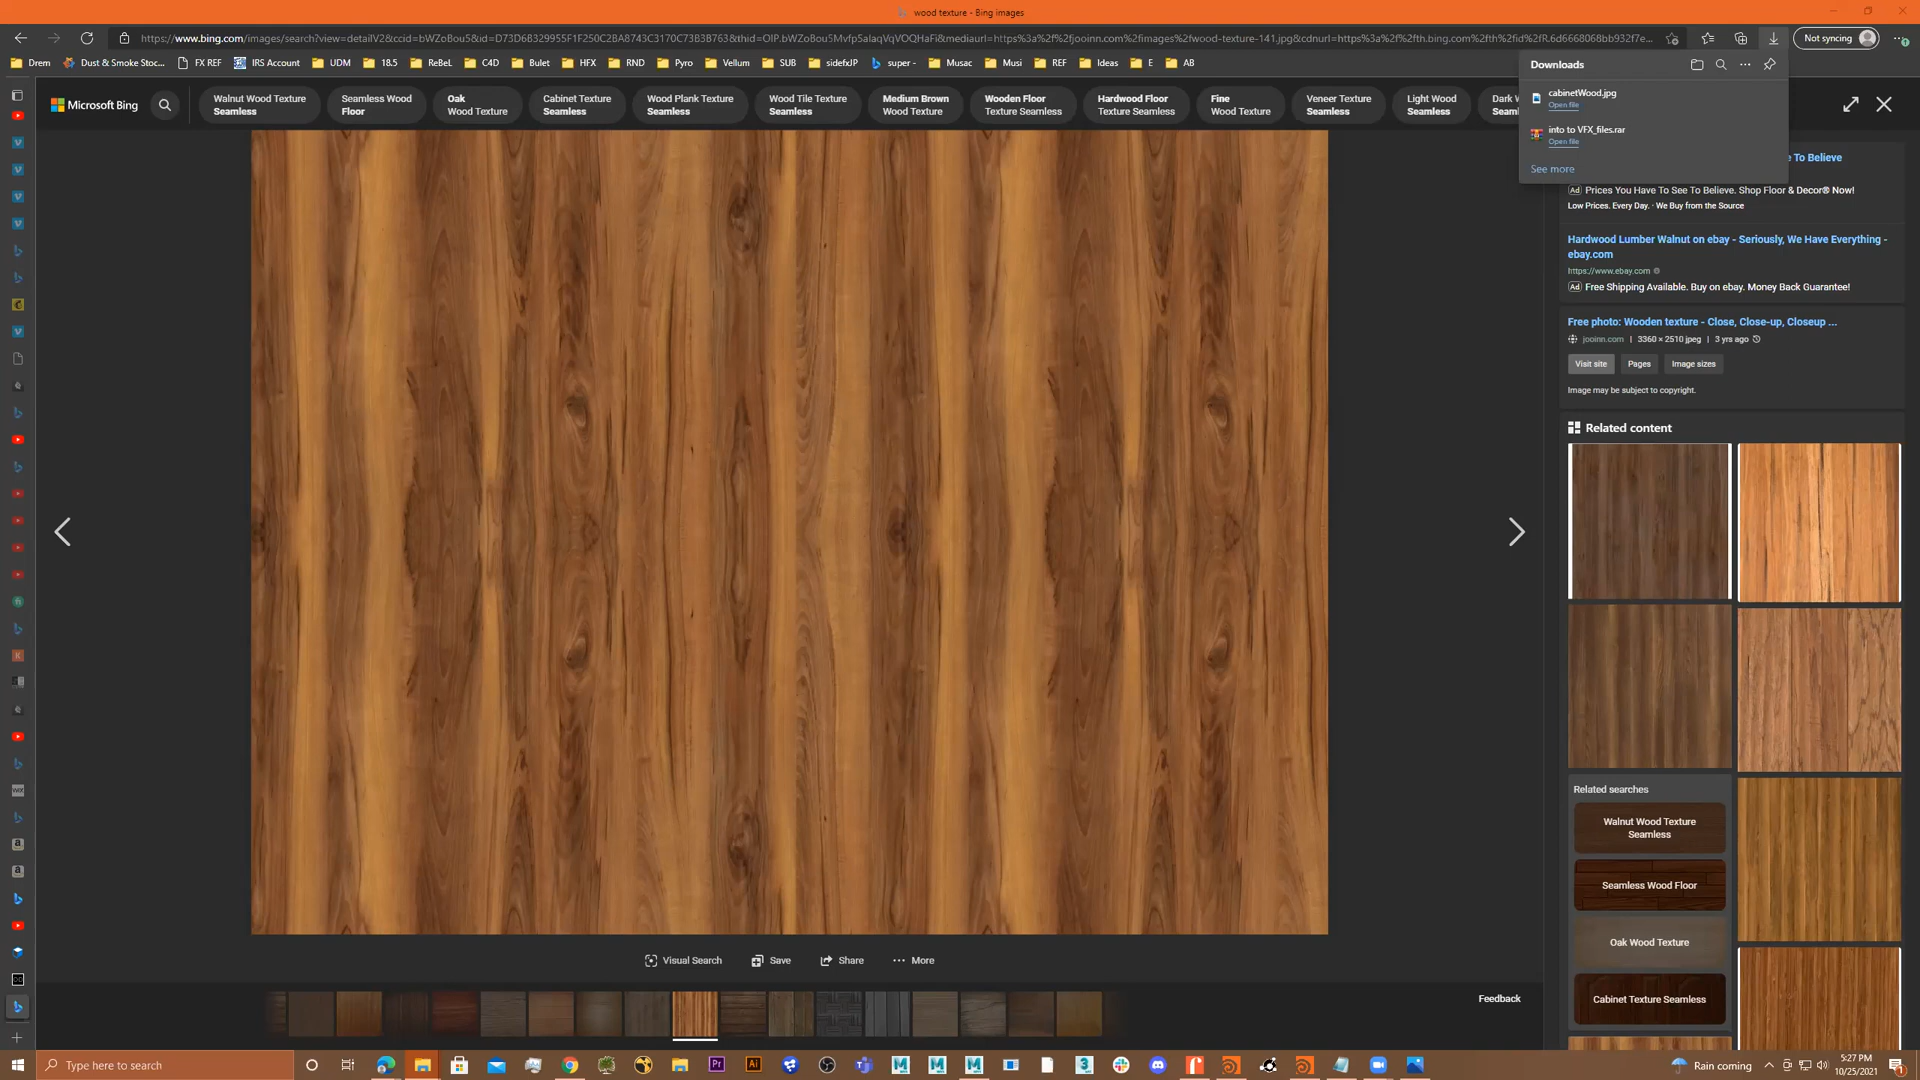 wood texture - Bing images
https://www.bing.com/images/search?view=detailV2&ccid=bWZoBou5&id=D73D6B329955F1F250C2BA8743C3170C73B3B763&thid=OIP.bWZoBou5Mvfp5aIaqVqVOQHaFi&mediaurl=https%3a%2f%2fjooinn.com%2fimages%2fwood-texture-141.jpg&cdnurl=https%3a%2f%2fth.bing.com%2fth%2fid%2fR.6d6668068bb932f7e...
Not syncing
Drem
Dust & Smoke Stoc...
FX REF
IRS Account
UDM
18.5
ReBeL
C4D
Bulet
HFX
RND
Pyro
Vellum
SUB
sidefxJP
super -
Musac
Musi
REF
Ideas
E
AB
Downloads
cabinetWood.jpg
Open file
into to VFX_files.rar
Open file
See more
Microsoft Bing
Walnut Wood Texture
Seamless
Seamless Wood
Floor
Oak
Wood Texture
Cabinet Texture
Seamless
Wood Plank Texture
Seamless
Wood Tile Texture
Seamless
Medium Brown
Wood Texture
Wooden Floor
Texture Seamless
Hardwood Floor
Texture Seamless
Fine
Wood Texture
Veneer Texture
Seamless
Light Wood
Seamless
Dark W
Seaml
e To Believe
Ad Prices You Have To See To Believe. Shop Floor & Decor® Now!
Low Prices. Every Day. · We Buy from the Source
Hardwood Lumber Walnut on ebay - Seriously, We Have Everything -
ebay.com
https://www.ebay.com
Ad Free Shipping Available. Buy on ebay. Money Back Guarantee!
Free photo: Wooden texture - Close, Close-up, Closeup ...
jooinn.com | 3360 × 2510 jpeg | 3 yrs ago
Visit site
Pages
Image sizes
Image may be subject to copyright.
Related content
Related searches
Walnut Wood Texture
Seamless
Seamless Wood Floor
Oak Wood Texture
Cabinet Texture Seamless
Visual Search
Save
Share
More
Feedback
Type here to search
Rain coming
5:27 PM
10/25/2021